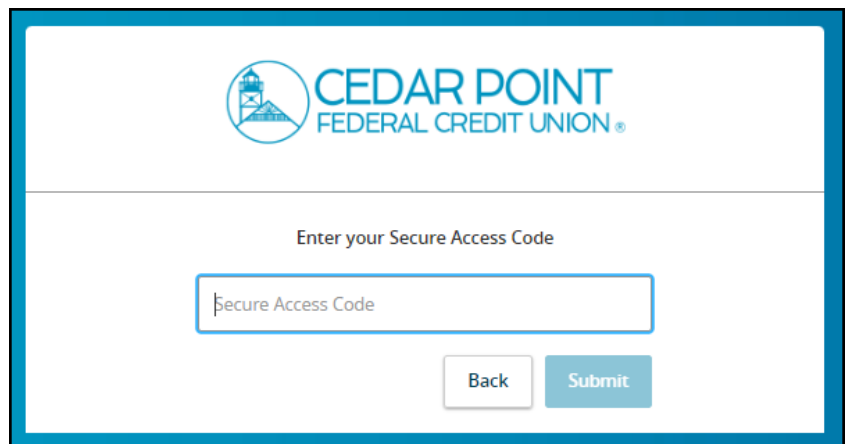 CEDAR POINT
FEDERAL CREDIT UNION ®
Enter your Secure Access Code
Secure Access Code
Back
Submit